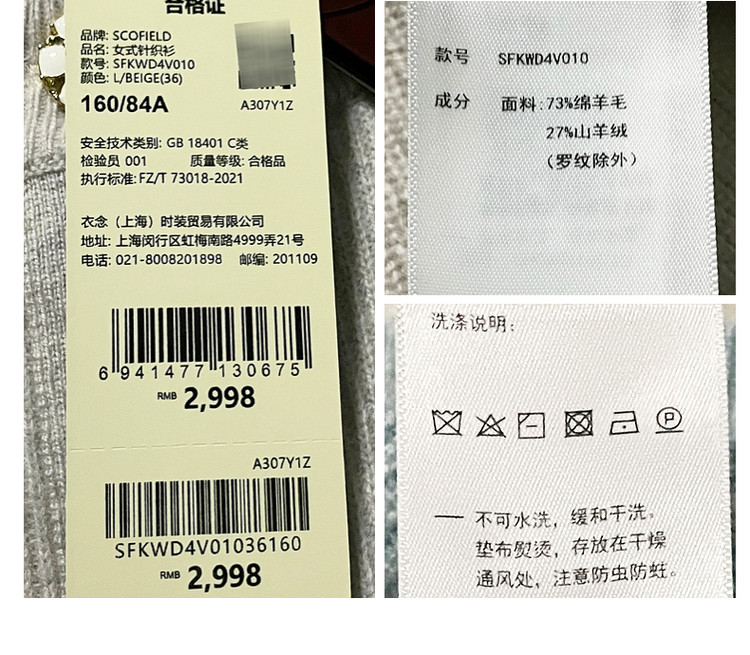 合格证
品牌: SCOFIELD
品名: 女式针织衫
款号: SFKWD4V010
颜色: L/BEIGE(36)
160/84A
A307Y1Z
安全技术类别: GB 18401 C类
检验员 001 质量等级: 合格品
执行标准: FZ/T 73018-2021
衣念（上海）时装贸易有限公司
地址: 上海闵行区虹梅南路4999弄21号
电话: 021-8008201898 邮编: 201109
6 941477 130675
RMB 2,998
A307Y1Z
SFKWD4V01036160
RMB 2,998
款号 SFKWD4V010
成分 面料:73%绵羊毛
27%山羊绒
（罗纹除外）
洗涤说明:
P
— 不可水洗，缓和干洗。
垫布熨烫，存放在干燥
通风处，注意防虫防蛀。